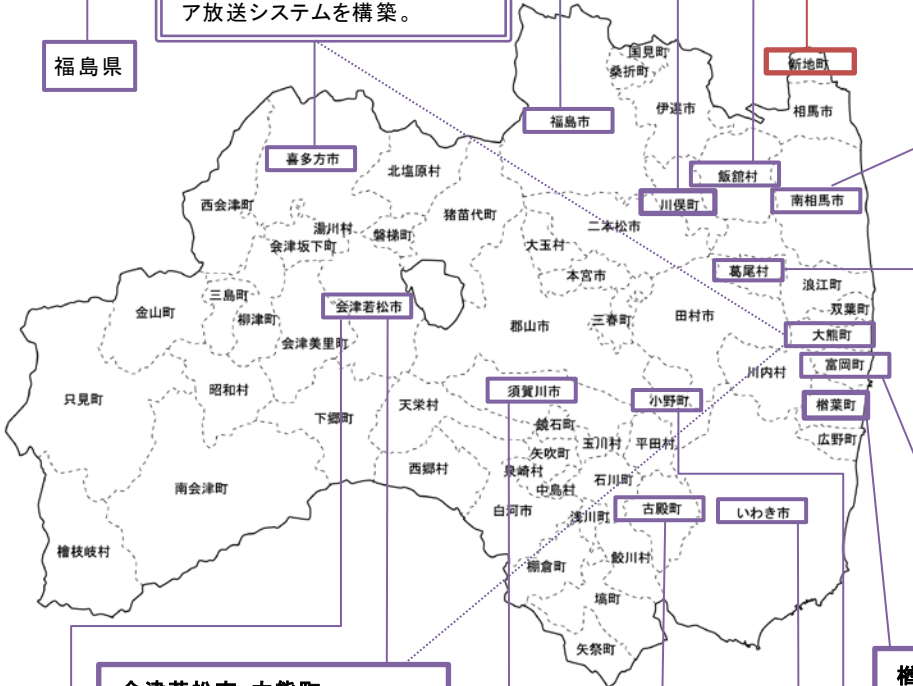 ア放送システムを構築。
福島県
新地町
国見町
桑折町
伊達市
相馬市
福島市
喜多方市
北塩原村
飯舘村
川俣町
南相馬市
西会津町
猪苗代町
湯川村
磐梯町
会津坂下町
二本松市
大玉村
本宮市
葛尾村
浪江町
双葉町
三島町
金山町
柳津町
会津若松市
郡山市
三春町
田村市
大熊町
会津美里町
富岡町
川内村
昭和村
只見町
須賀川市
小野町
楢葉町
天栄村
下郷町
鏡石町
広野町
玉川村
平田村
矢吹町
西郷村
泉崎村
石川町
南会津町
中島村
白河市
浅川町
古殿町
いわき市
檜枝岐村
棚倉町
鮫川村
塙町
矢祭町